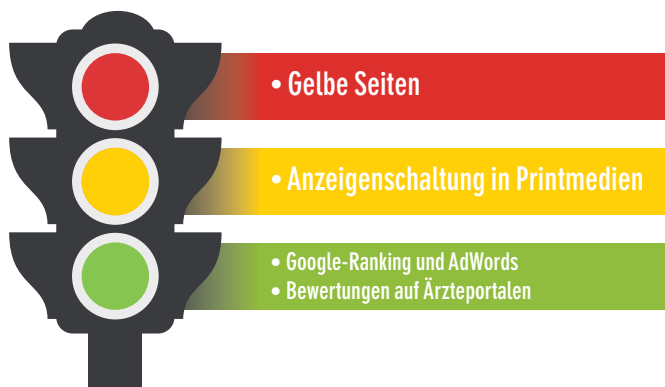 • Gelbe Seiten
• Anzeigenschaltung in Printmedien
• Google-Ranking und AdWords
• Bewertungen auf Ärzteportalen